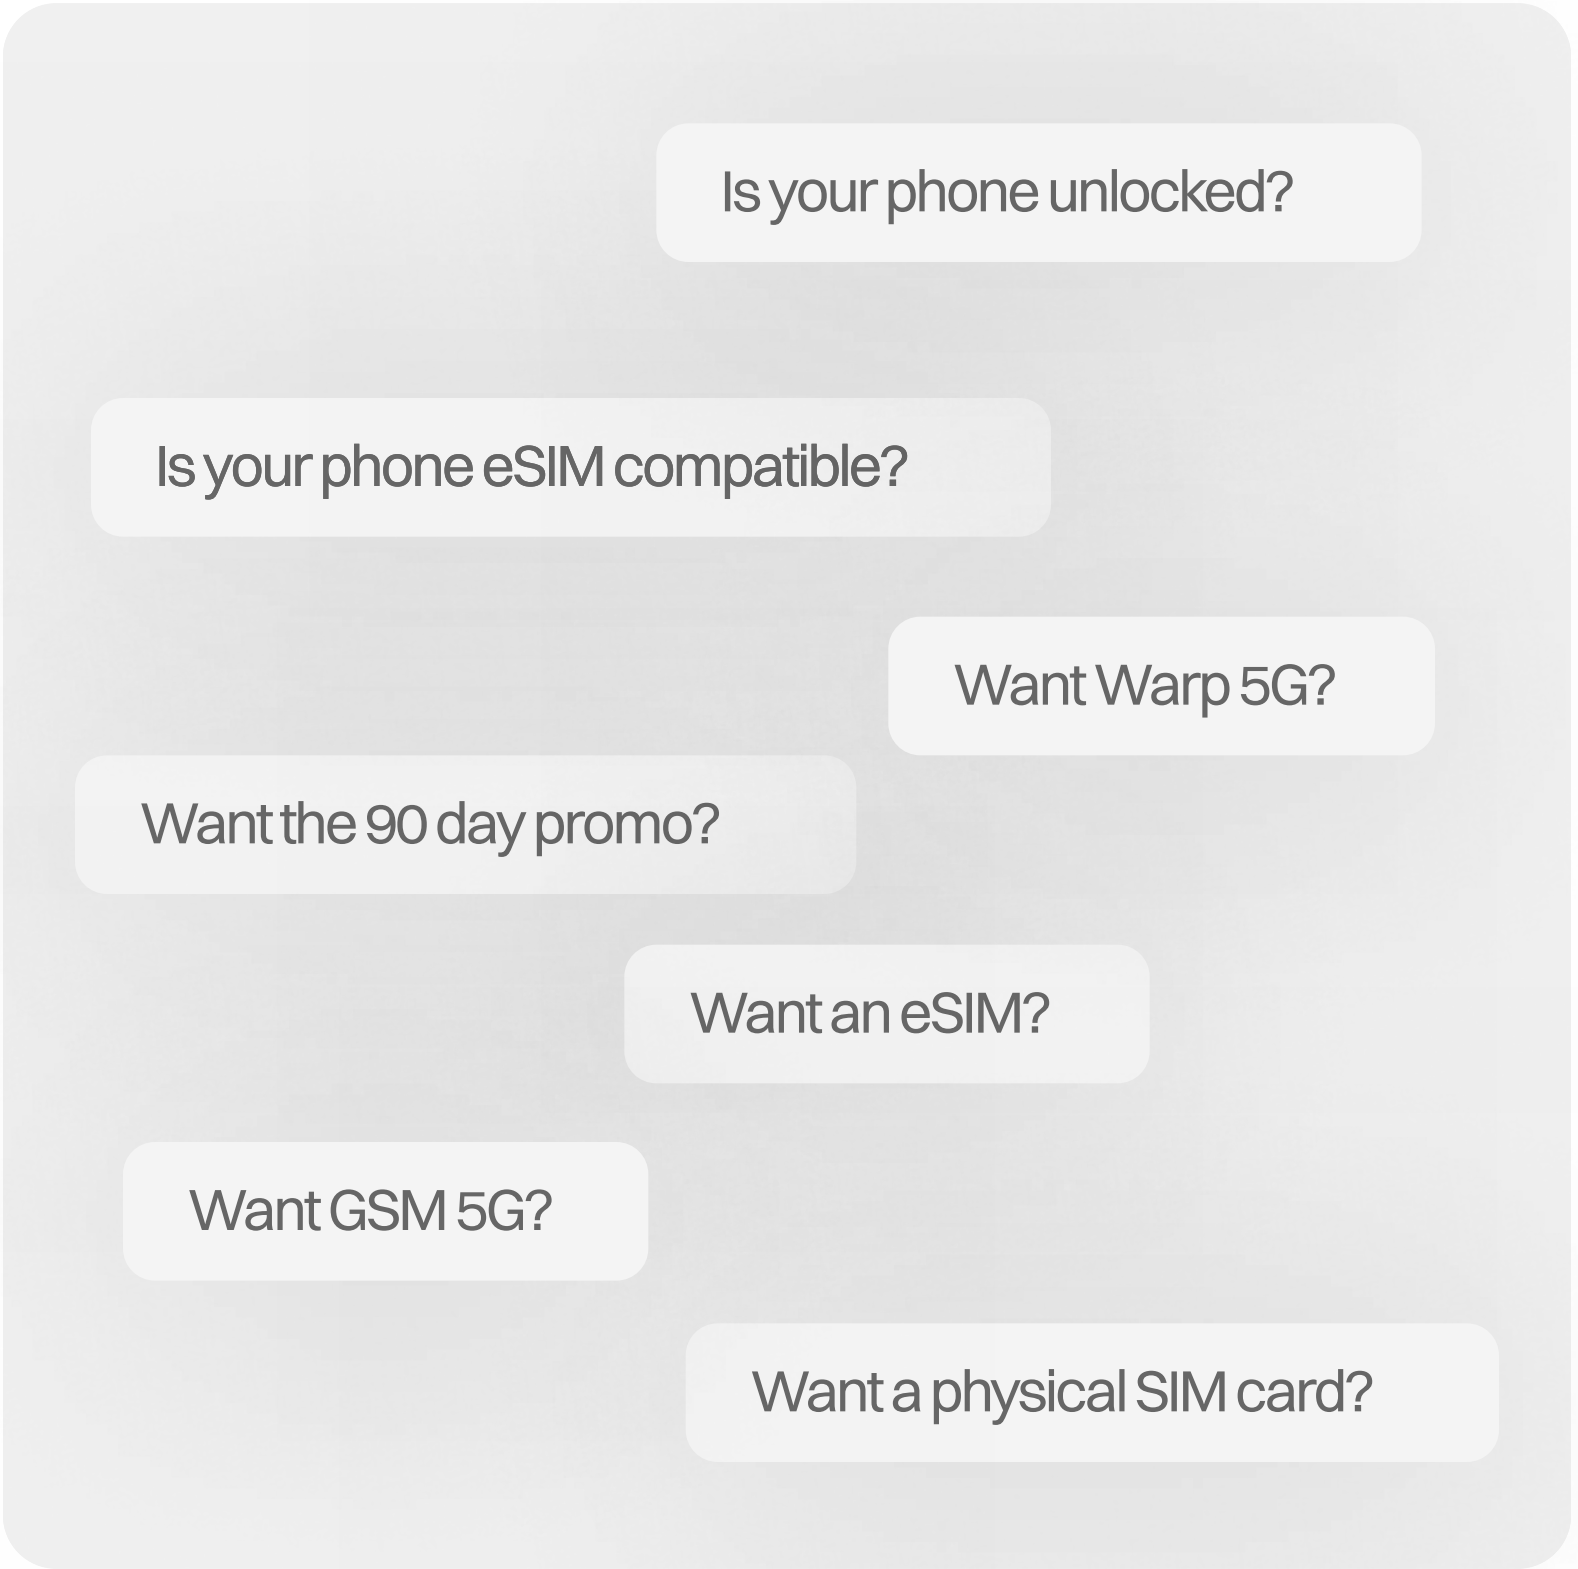 Is your phone unlocked?
Is your phone eSIM compatible?
Want Warp 5G?
Want the 90 day promo?
Want an eSIM?
Want GSM 5G?
Want a physical SIM card?